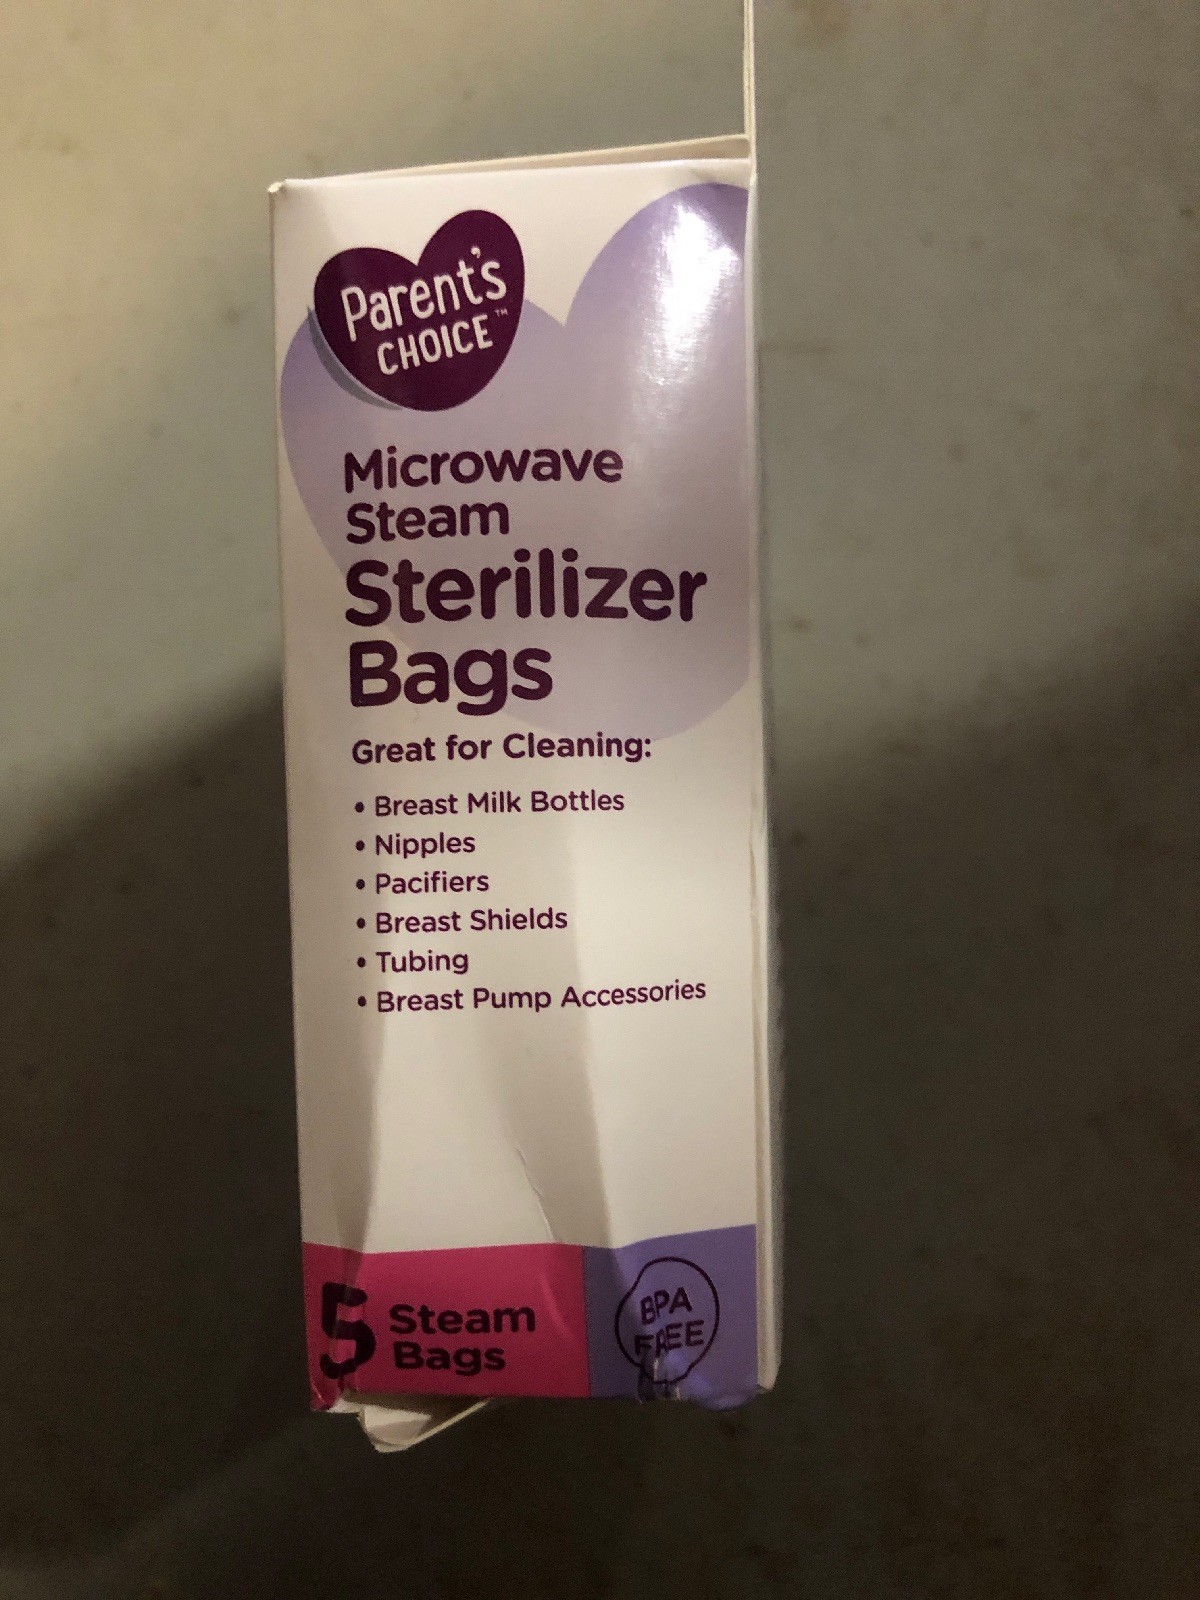 Parent's
CHOICE™
Microwave
Steam
Sterilizer
Bags
Great for Cleaning:
• Breast Milk Bottles
• Nipples
• Pacifiers
• Breast Shields
• Tubing
• Breast Pump Accessories
5 Steam
Bags
BPA
FREE